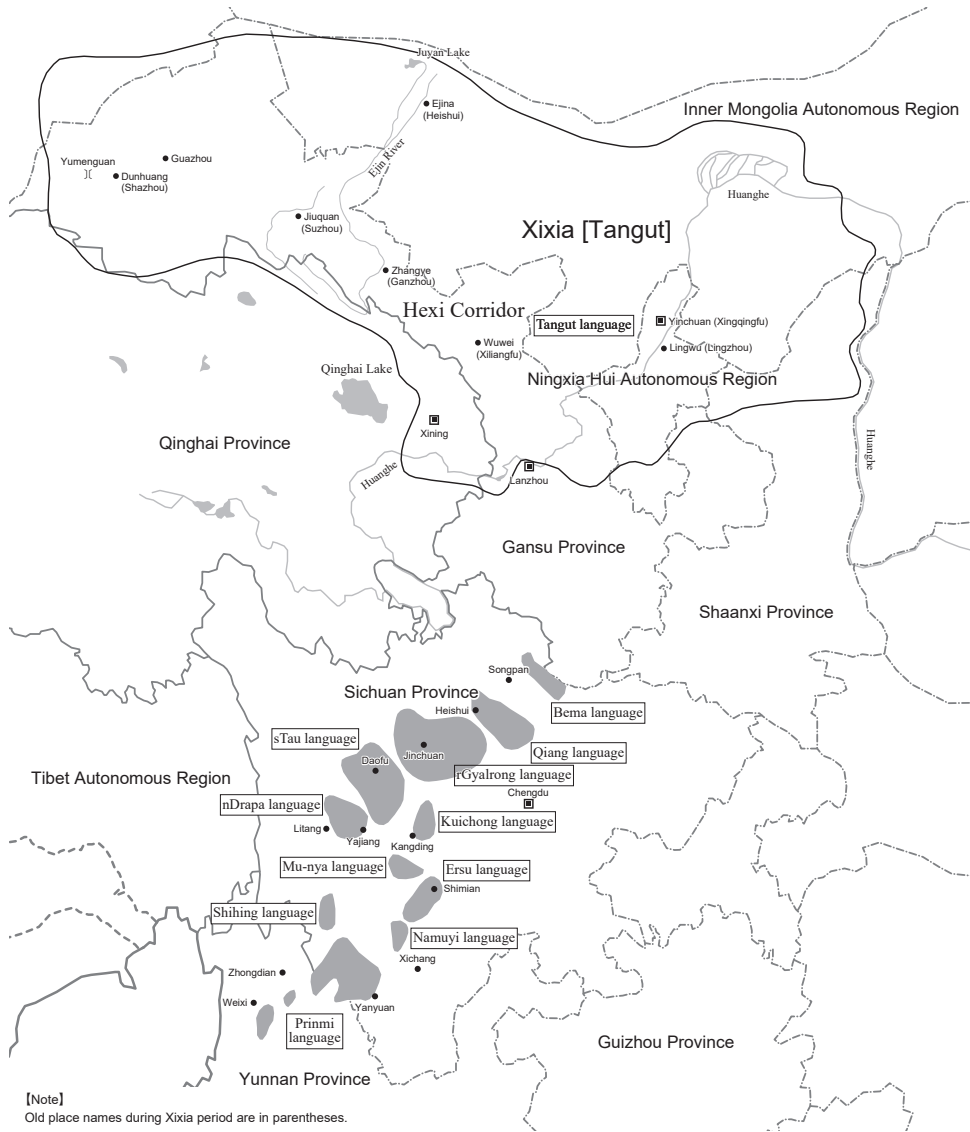 Juyan Lake
Ejina
(Heishui)
Inner Mongolia Autonomous Region
Ejin River
Yumenguan
Guazhou
Dunhuang
(Shazhou)
Huanghe
Jiuquan
(Suzhou)
Xixia [Tangut]
Zhangye
(Ganzhou)
Hexi Corridor
Tangut language
Yinchuan (Xingqingfu)
Wuwei
(Xiliangfu)
Lingwu (Lingzhou)
Qinghai Lake
Ningxia Hui Autonomous Region
Xining
Qinghai Province
Huanghe
Huanghe
Lanzhou
Gansu Province
Shaanxi Province
Songpan
Sichuan Province
Heishui
Bema language
sTau language
Jinchuan
Qiang language
Daofu
rGyalrong language
Tibet Autonomous Region
Chengdu
nDrapa language
Kuichong language
Litang
Yajiang
Kangding
Mu-nya language
Ersu language
Shimian
Shihing language
Namuyi language
Xichang
Zhongdian
Weixi
Yanyuan
Prinmi
language
Guizhou Province
Yunnan Province
【Note】
Old place names during Xixia period are in parentheses.